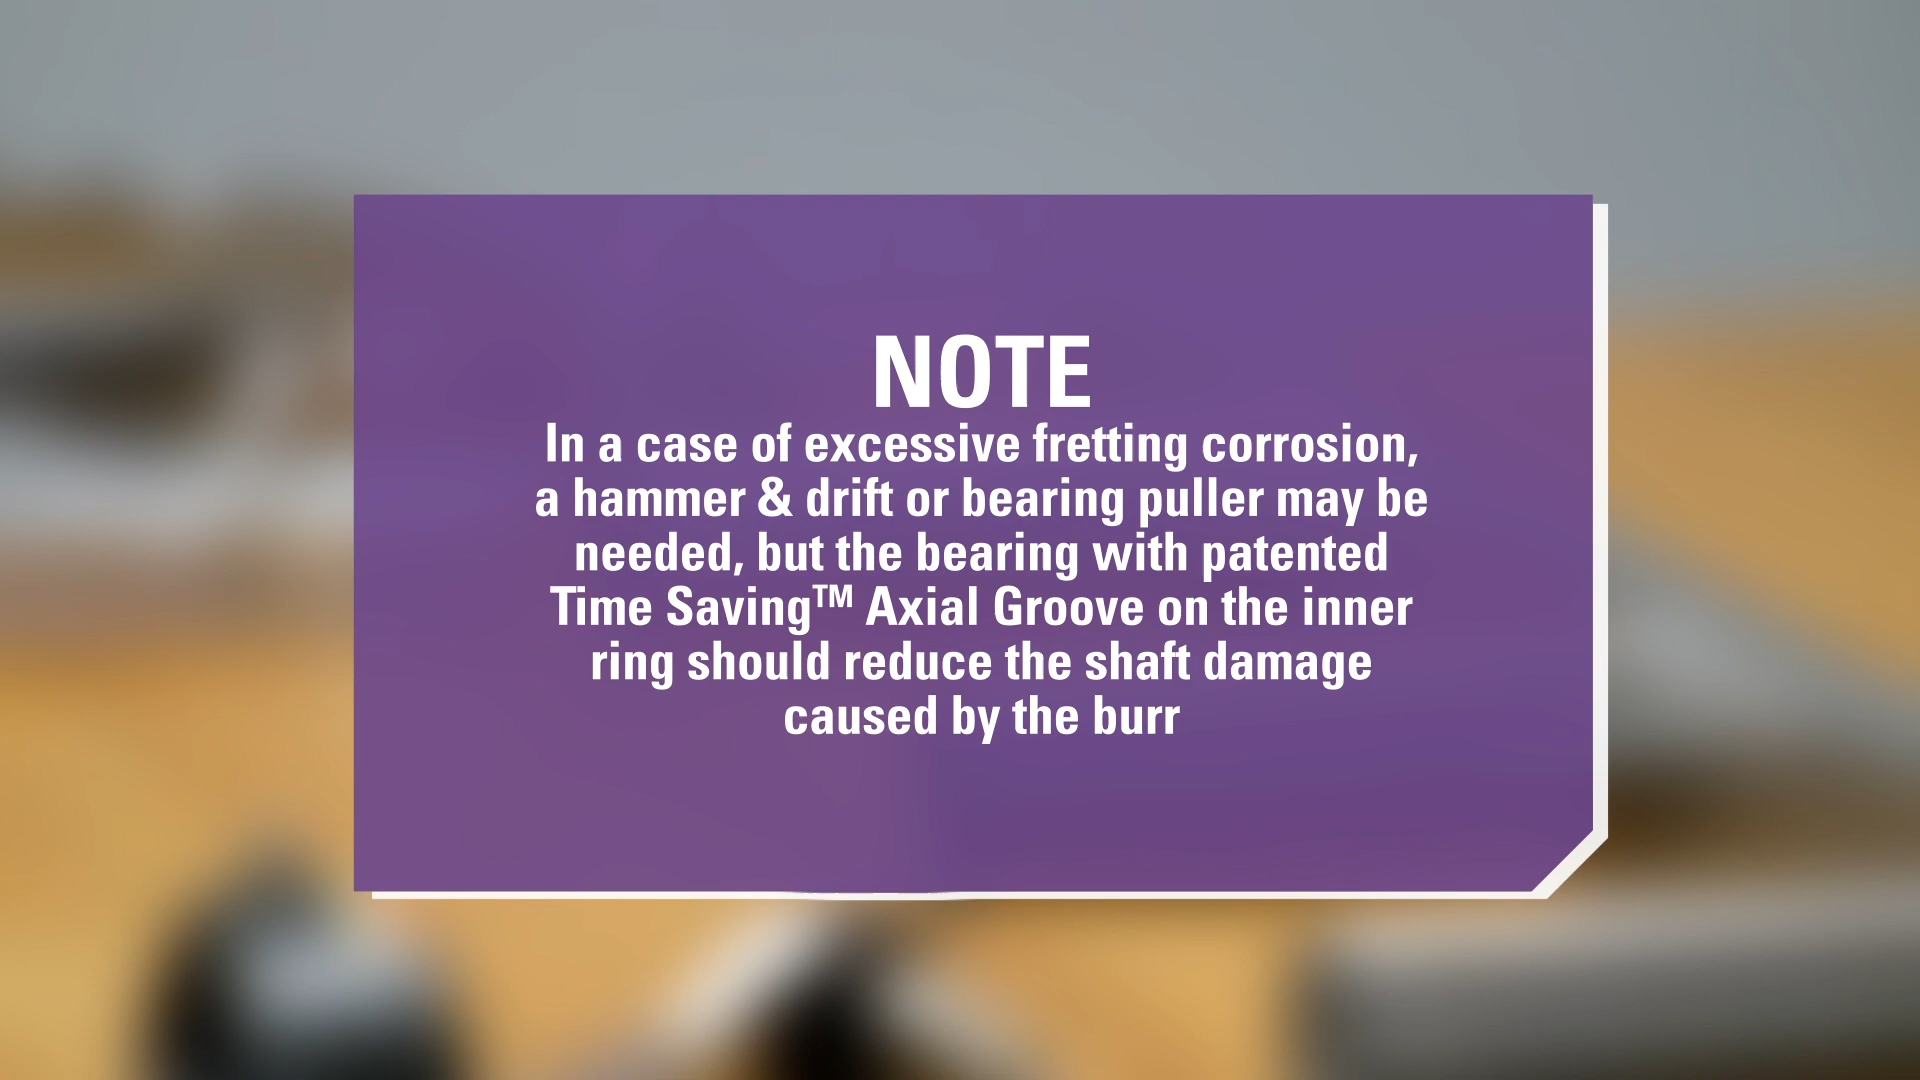 NOTE
In a case of excessive fretting corrosion,
a hammer & drift or bearing puller may be
needed, but the bearing with patented
Time Saving™ Axial Groove on the inner
ring should reduce the shaft damage
caused by the burr